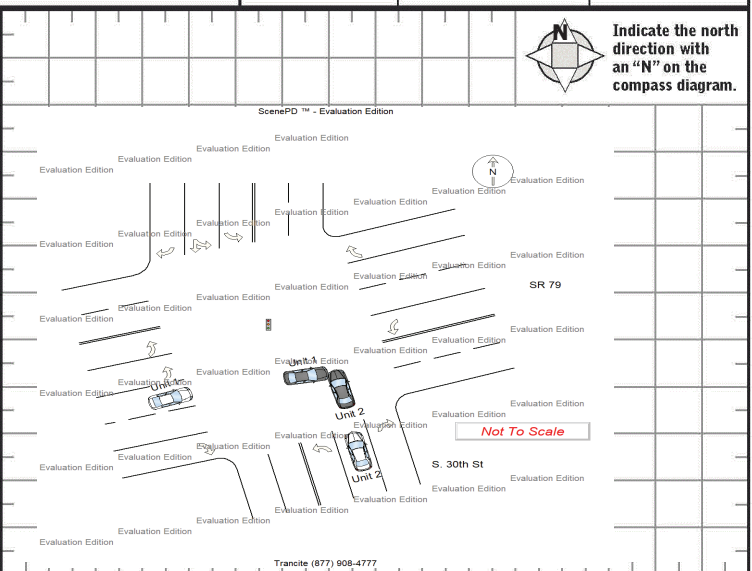 N
Indicate the north
direction with
an “N” on the
compass diagram.
ScenePD ™ - Evaluation Edition
Evaluation Edition
Evaluation Edition
Evaluation Edition
Evaluation Edition
N
Evaluation Edition
Evaluation Edition
Evaluation Edition
Evaluation Edition
Evaluation Edition
Evaluation Edition
Evaluation Edition
Evaluation Edition
Evaluation Edition
Evaluation Edition
SR 79
Evaluation Edition
Evaluation Edition
Evaluation Edition
Evaluation Edition
Evaluation Edition
Evaluation Edition
Unit 1
Evaluation Edition
Unit 1
Evaluation Edition
Evaluation Edition
Unit 2
Evaluation Edition
Evaluation Edition
Not To Scale
Evaluation Edition
Evaluation Edition
S. 30th St
Evaluation Edition
Unit 2
Evaluation Edition
Evaluation Edition
Evaluation Edition
Evaluation Edition
Evaluation Edition
Evaluation Edition
Evaluation Edition
Trancite (877) 908-4777